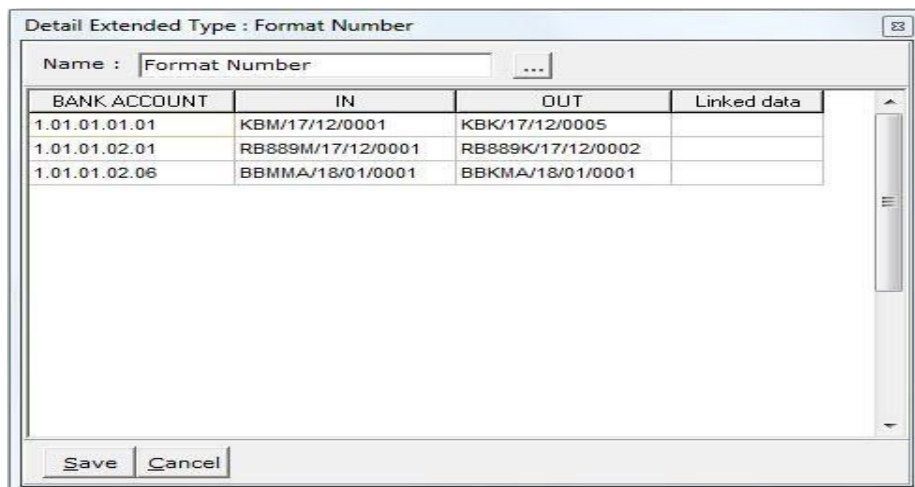 Detail Extended Type : Format Number
Name : Format Number ...
BANK ACCOUNT IN OUT Linked data
1.01.01.01.01 KBM/17/12/0001 KBK/17/12/0005
1.01.01.02.01 RB889M/17/12/0001 RB889K/17/12/0002
1.01.01.02.06 BBMMA/18/01/0001 BBKMA/18/01/0001
Save Cancel